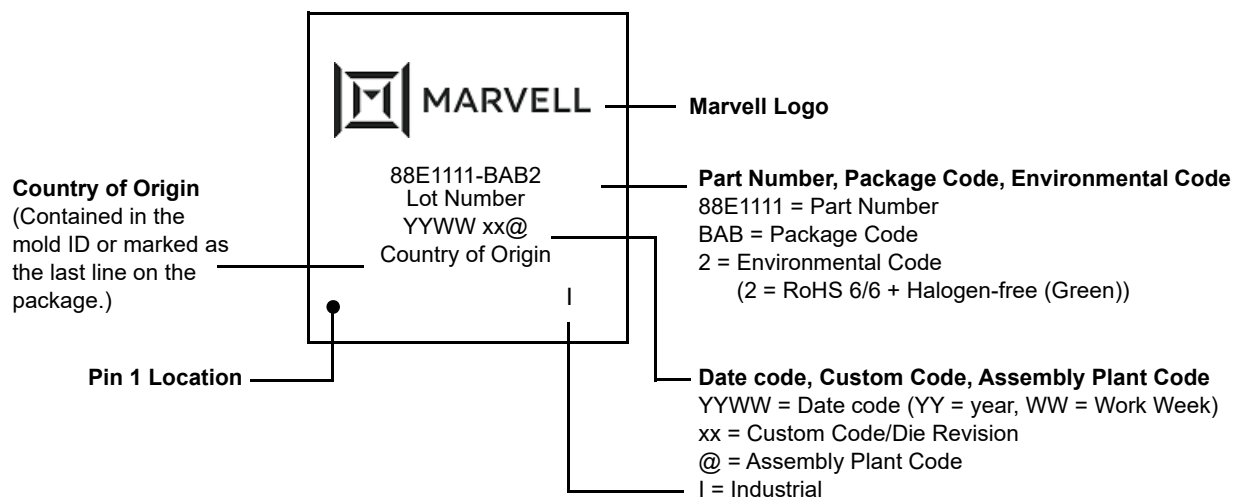 MARVELL
Marvell Logo
88E1111-BAB2
Lot Number
YYWW xx@
Country of Origin
I
Country of Origin
(Contained in the
mold ID or marked as
the last line on the
package.)
Pin 1 Location
Part Number, Package Code, Environmental Code
88E1111 = Part Number
BAB = Package Code
2 = Environmental Code
(2 = RoHS 6/6 + Halogen-free (Green))
Date code, Custom Code, Assembly Plant Code
YYWW = Date code (YY = year, WW = Work Week)
xx = Custom Code/Die Revision
@ = Assembly Plant Code
I = Industrial